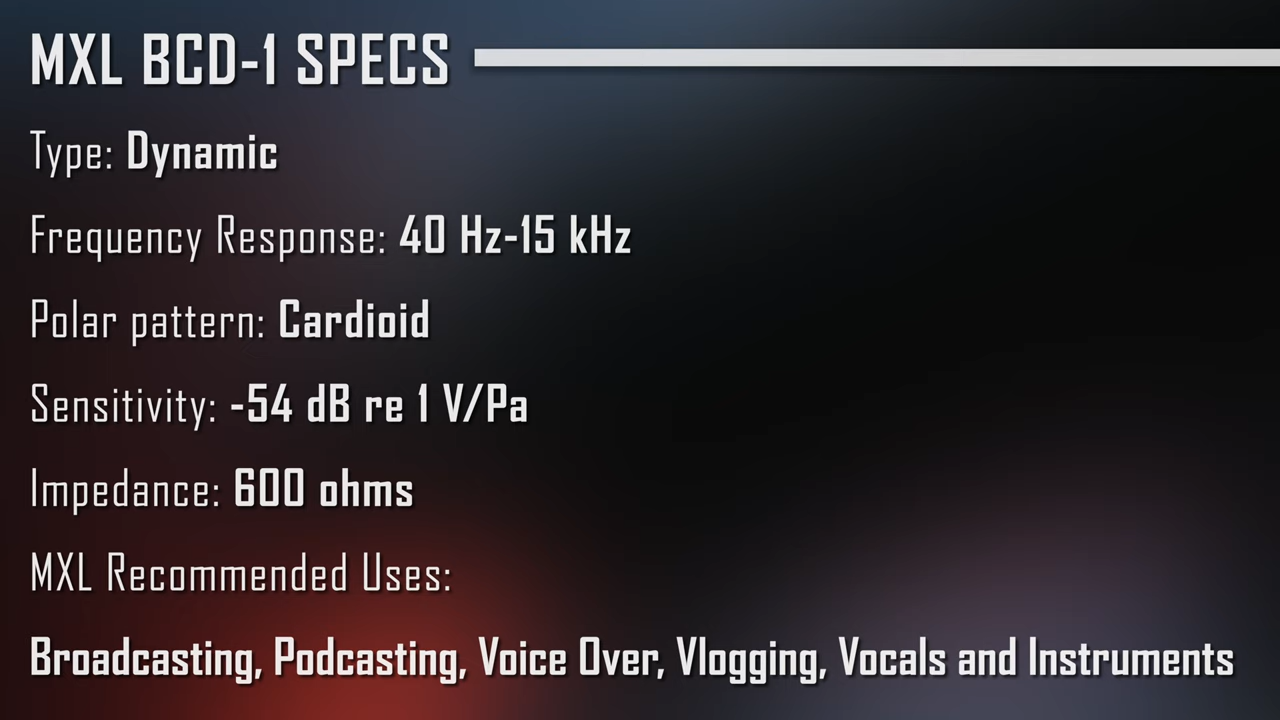 MXL BCD-1 SPECS
Type: Dynamic
Frequency Response: 40 Hz-15 kHz
Polar pattern: Cardioid
Sensitivity: -54 dB re 1 V/Pa
Impedance: 600 ohms
MXL Recommended Uses:
Broadcasting, Podcasting, Voice Over, Vlogging, Vocals and Instruments